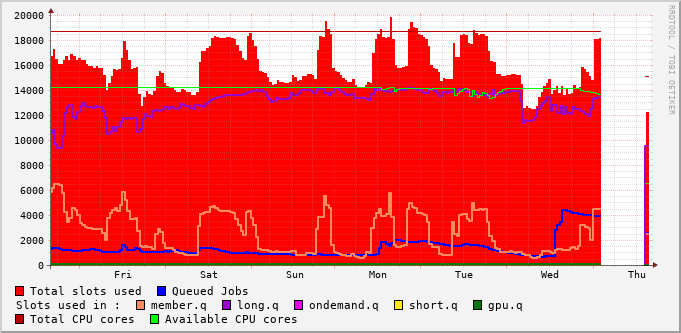 20000
18000
16000
14000
12000
10000
8000
6000
4000
2000
0
Fri Sat Sun Mon Tue Wed Thu
Total slots used Queued Jobs
Slots used in : member.q long.q ondemand.q short.q gpu.q
Total CPU cores Available CPU cores
RRDTOOL / TOBI OETIKER